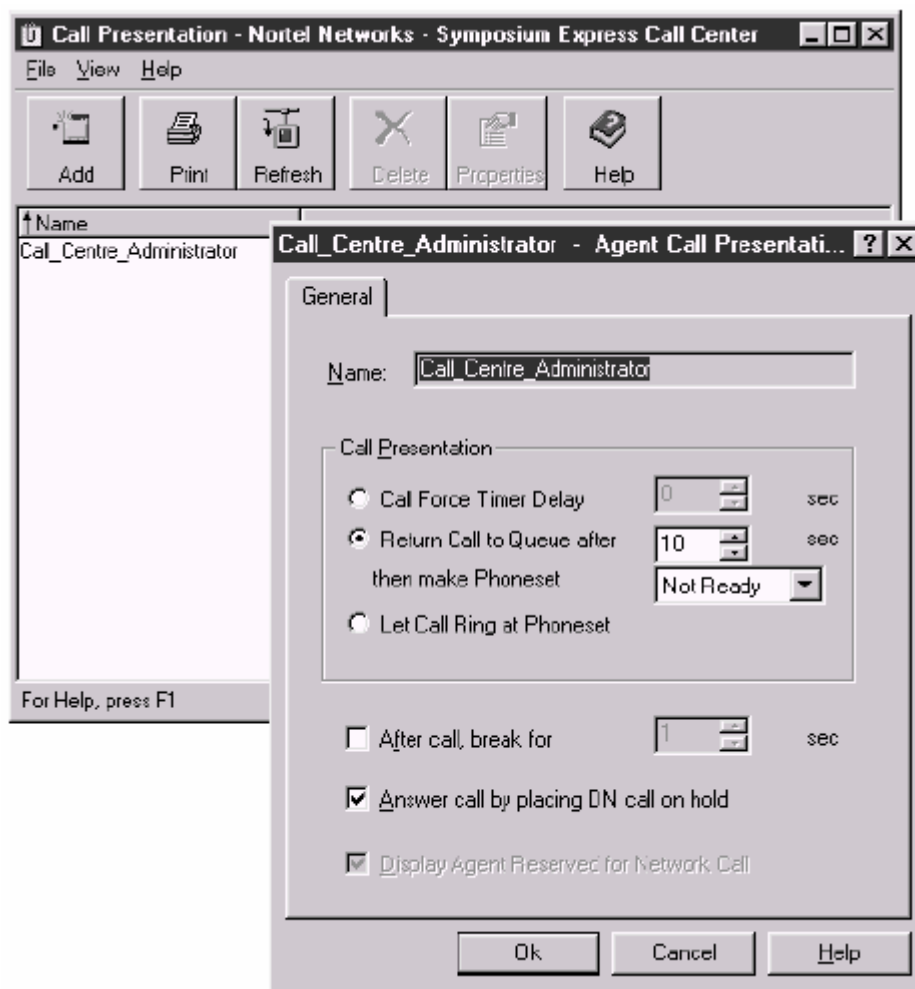 Call Presentation - Nortel Networks - Symposium Express Call Center
File View Help
Add Print Refresh Delete Properties Help
Name
Call_Centre_Administrator
For Help, press F1
Call_Centre_Administrator - Agent Call Presentati...
General
Name: Call_Centre_Administrator
Call Presentation
Call Force Timer Delay 0 sec
Return Call to Queue after 10 sec
then make Phoneset Not Ready
Let Call Ring at Phoneset
After call, break for 1 sec
Answer call by placing DN call on hold
Display Agent Reserved for Network Call
Ok Cancel Help